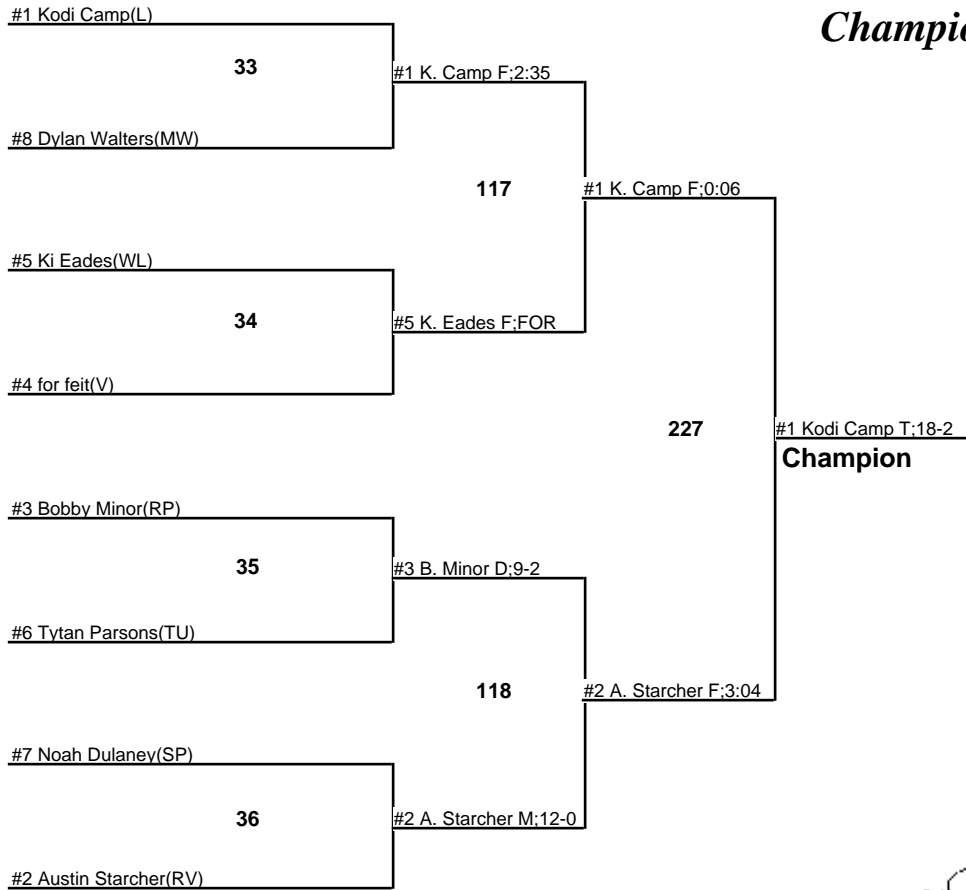 #1 Kodi Camp(L)
33
#1 K. Camp F;2:35
#8 Dylan Walters(MW)
117
#1 K. Camp F;0:06
#5 Ki Eades(WL)
34
#5 K. Eades F;FOR
#4 for feit(V)
227
#1 Kodi Camp T;18-2
Champion
#3 Bobby Minor(RP)
35
#3 B. Minor D;9-2
#6 Tytan Parsons(TU)
118
#2 A. Starcher F;3:04
#7 Noah Dulaney(SP)
36
#2 A. Starcher M;12-0
#2 Austin Starcher(RV)